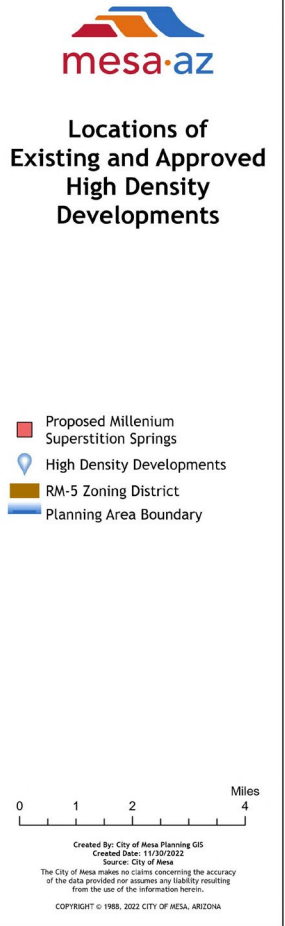 mesa·az
Locations of
Existing and Approved
High Density
Developments
Proposed Millenium
Superstition Springs
High Density Developments
RM-5 Zoning District
Planning Area Boundary
Miles
0 1 2 4
Created By: City of Mesa Planning GIS
Created Date: 11/30/2022
Source: City of Mesa
The City of Mesa makes no claims concerning the accuracy
of the data provided nor assumes any liability resulting
from the use of the information herein.
COPYRIGHT © 1988, 2022 CITY OF MESA, ARIZONA